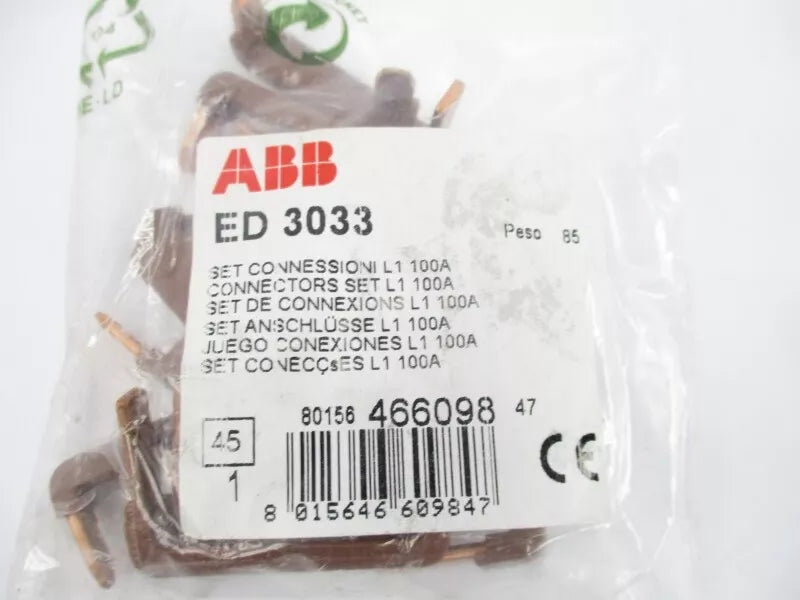 E-LD
ABB
ED 3033
Peso 85
SET CONNESSIONI L1 100A
CONNECTORS SET L1 100A
SET DE CONNEXIONS L1 100A
SET ANSCHLÜSSE L1 100A
JUEGO CONEXIONES L1 100A
SET CONECÇsES L1 100A
80156 466098 47
45
1
8 015646 609847
CE